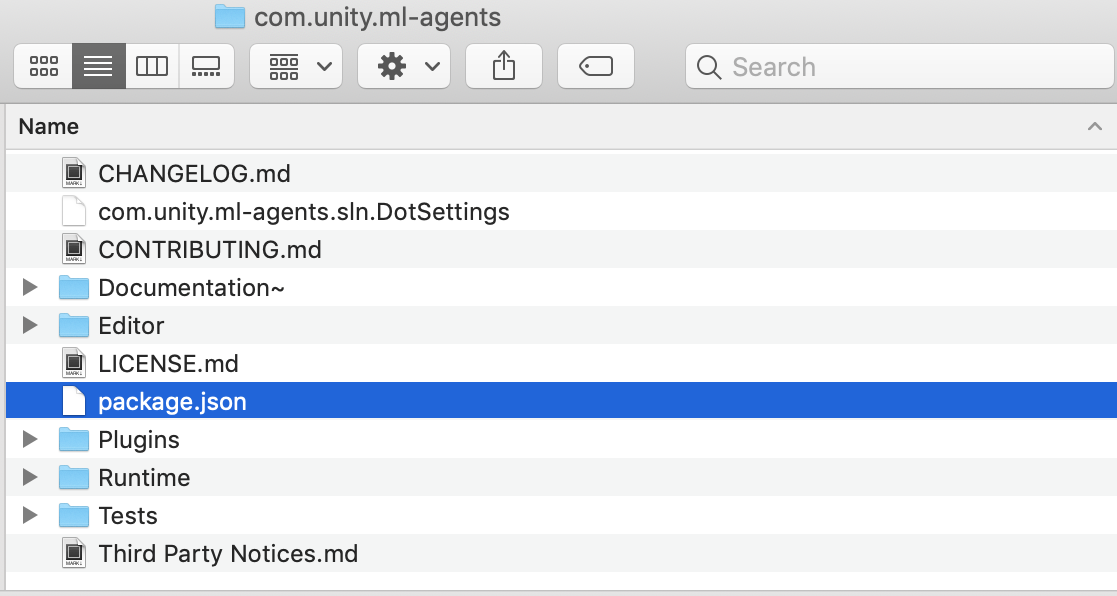 com.unity.ml-agents
Search
Name
CHANGELOG.md
com.unity.ml-agents.sln.DotSettings
CONTRIBUTING.md
Documentation~
Editor
LICENSE.md
package.json
Plugins
Runtime
Tests
Third Party Notices.md